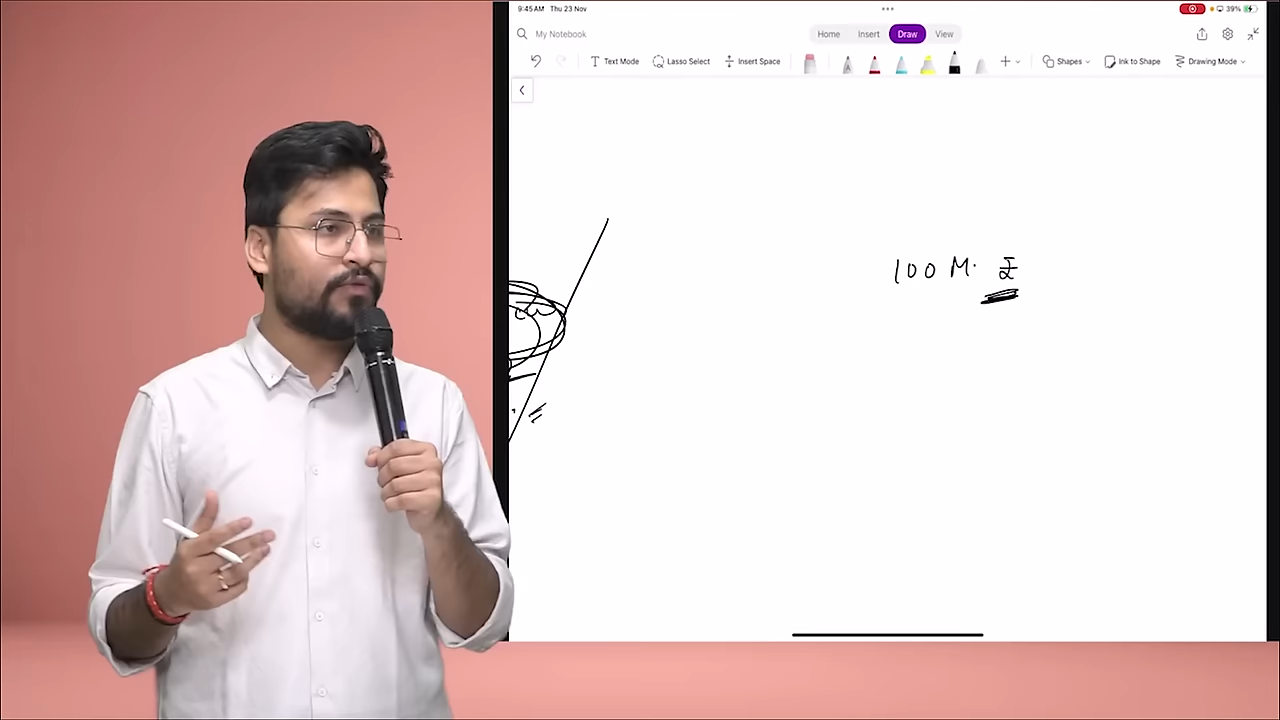 9:45 AM Thu 23 Nov
39%
My Notebook
Home Insert Draw View
Text Mode Lasso Select Insert Space Shapes Ink to Shape Drawing Mode
100 M.